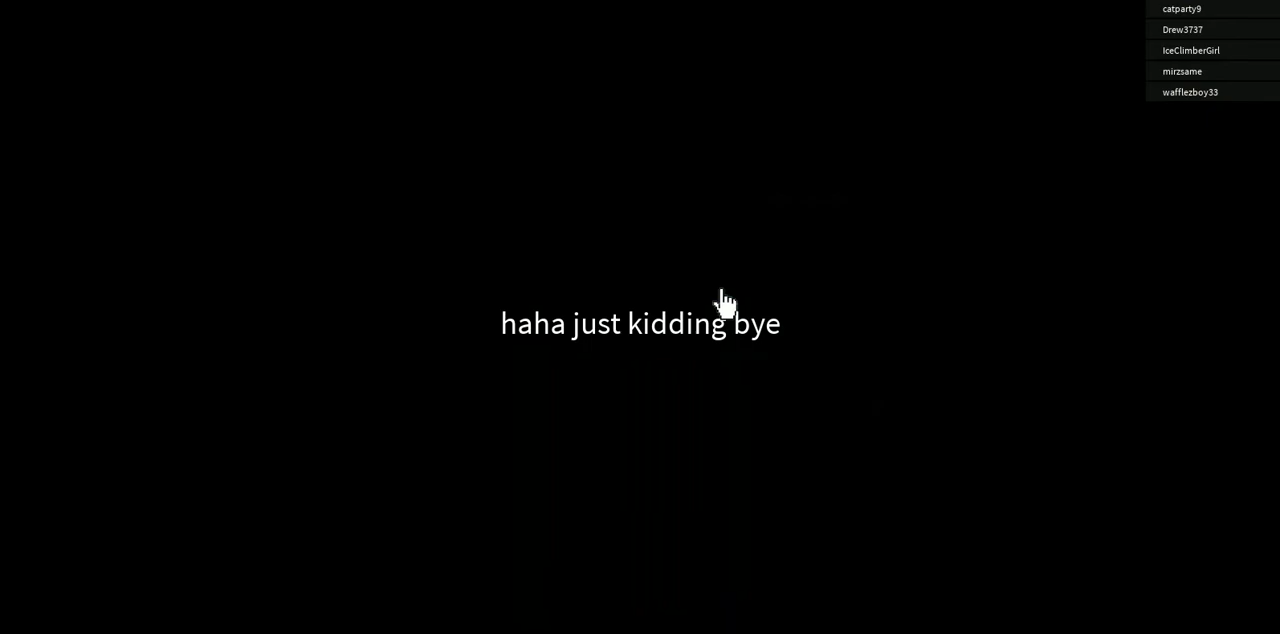 catparty9
Drew3737
IceClimberGirl
mirzsame
wafflezboy33
haha just kidding bye